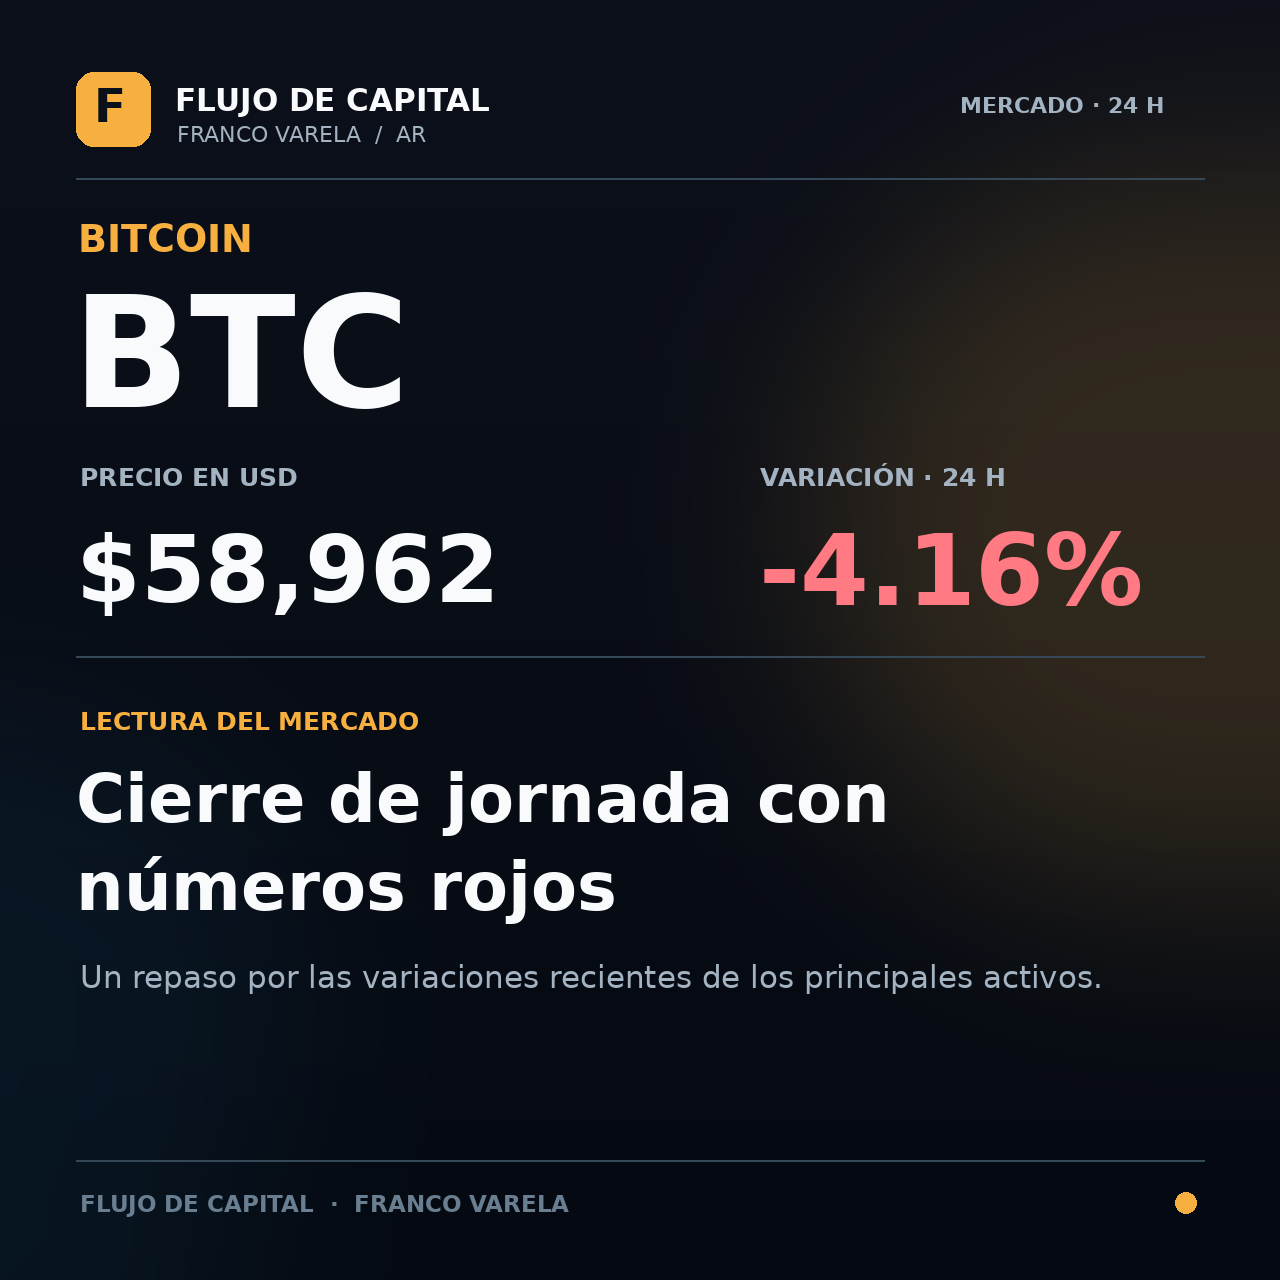 F
FLUJO DE CAPITAL
FRANCO VARELA / AR
MERCADO · 24 H
BITCOIN
BTC
PRECIO EN USD
VARIACIÓN · 24 H
$58,962
-4.16%
LECTURA DEL MERCADO
Cierre de jornada con
números rojos
Un repaso por las variaciones recientes de los principales activos.
FLUJO DE CAPITAL · FRANCO VARELA